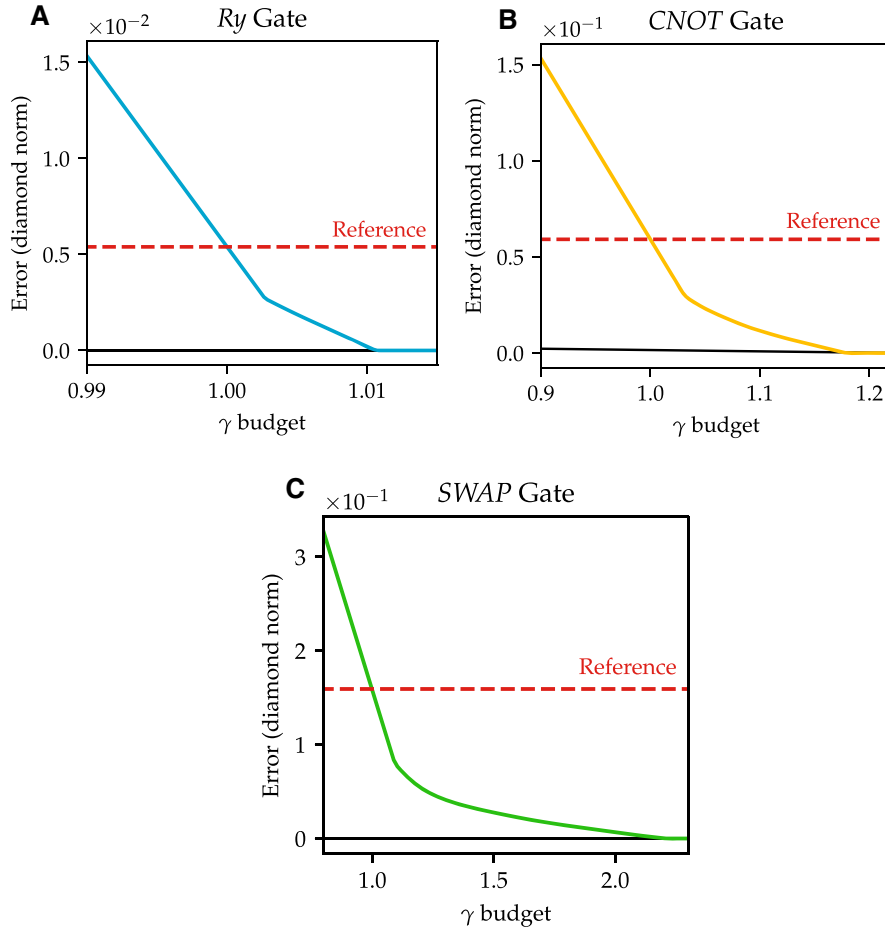 A
×10⁻²
Ry Gate
Error (diamond norm)
1.5
1.0
0.5
0.0
Reference
0.99
1.00
1.01
γ budget
B
×10⁻¹
CNOT Gate
Error (diamond norm)
1.5
1.0
0.5
0.0
Reference
0.9
1.0
1.1
1.2
γ budget
C
×10⁻¹
SWAP Gate
Error (diamond norm)
3
2
1
0
Reference
1.0
1.5
2.0
γ budget